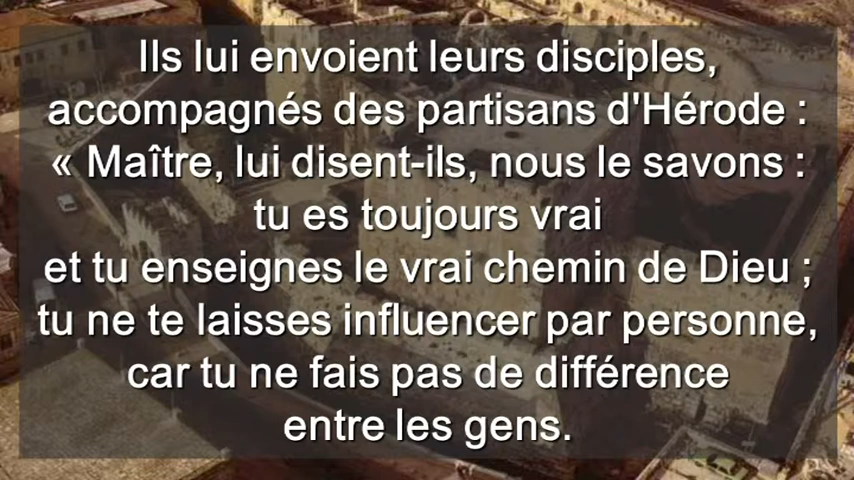 Ils lui envoient leurs disciples,
accompagnés des partisans d'Hérode :
« Maître, lui disent-ils, nous le savons :
tu es toujours vrai
et tu enseignes le vrai chemin de Dieu ;
tu ne te laisses influencer par personne,
car tu ne fais pas de différence
entre les gens.